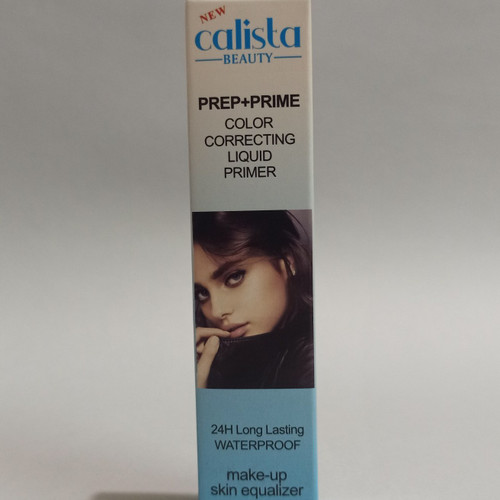 NEW
calista
BEAUTY
PREP+PRIME
COLOR
CORRECTING
LIQUID
PRIMER
24H Long Lasting
WATERPROOF
make-up
skin equalizer